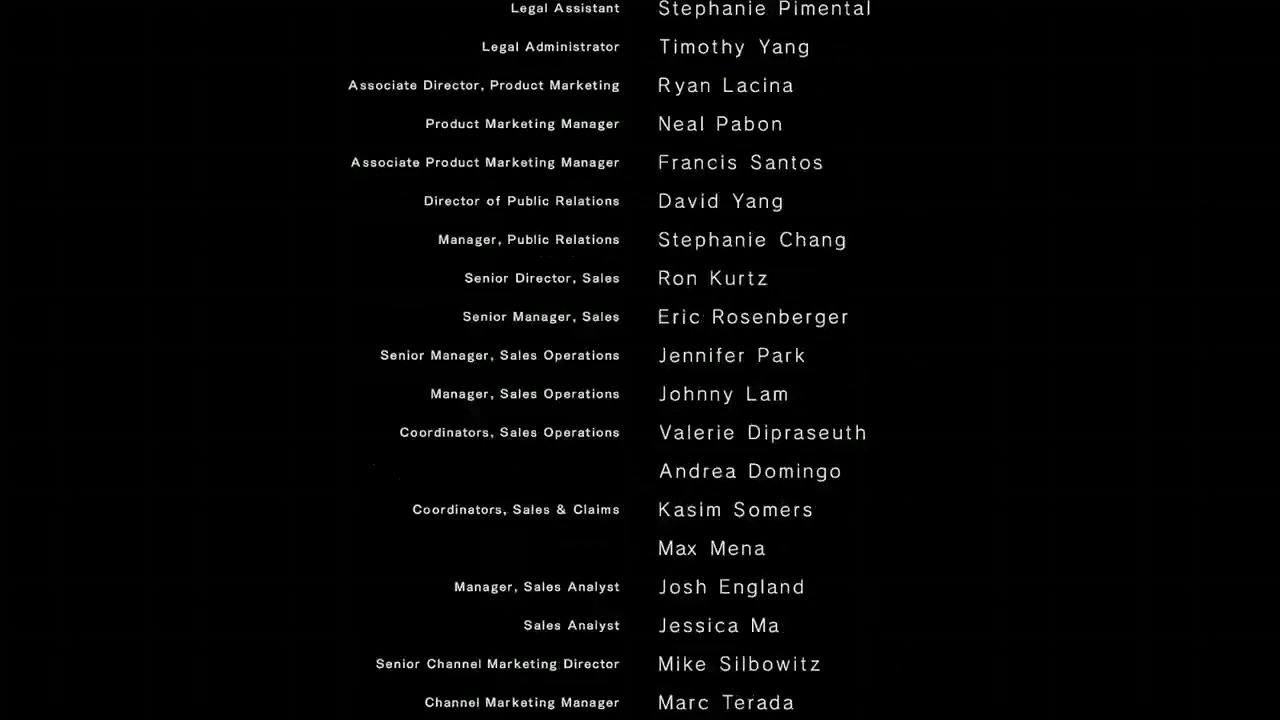 Legal Assistant Stephanie Pimental
Legal Administrator Timothy Yang
Associate Director, Product Marketing Ryan Lacina
Product Marketing Manager Neal Pabon
Associate Product Marketing Manager Francis Santos
Director of Public Relations David Yang
Manager, Public Relations Stephanie Chang
Senior Director, Sales Ron Kurtz
Senior Manager, Sales Eric Rosenberger
Senior Manager, Sales Operations Jennifer Park
Manager, Sales Operations Johnny Lam
Coordinators, Sales Operations Valerie Dipraseuth
Andrea Domingo
Coordinators, Sales & Claims Kasim Somers
Max Mena
Manager, Sales Analyst Josh England
Sales Analyst Jessica Ma
Senior Channel Marketing Director Mike Silbowitz
Channel Marketing Manager Marc Terada